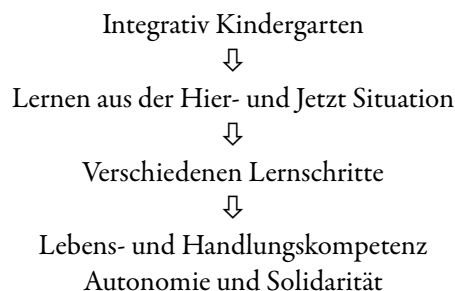 Integrativ Kindergarten
⇩
Lernen aus der Hier- und Jetzt Situation
⇩
Verschiedenen Lernschritte
⇩
Lebens- und Handlungskompetenz
Autonomie und Solidarität